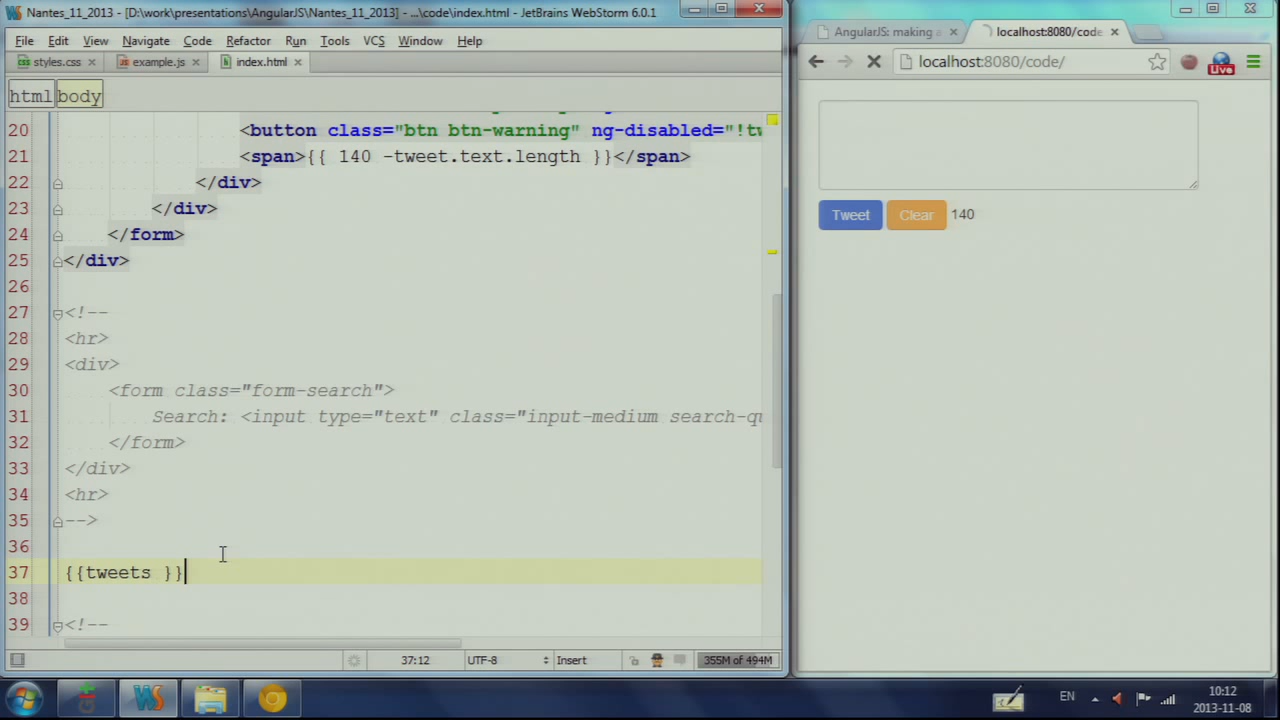 [D:\work\presentations\AngularJS\Nantes_11_2013] - ...\code\index.html - JetBrains WebStorm 6.0.1
File Edit View Navigate Code Refactor Run Tools VCS Window Help
styles.css example.js index.html
html body
20 <button class="btn btn-warning" ng-disabled="!tw
21 <span>{{ 140 -tweet.text.length }}</span>
22 </div>
23 </div>
24 </form>
25 </div>
26
27 <!--
28 <hr>
29 <div>
30 <form class="form-search">
31 Search: <input type="text" class="input-medium search-qu
32 </form>
33 </div>
34 <hr>
35 -->
36
37 {{tweets }}
38
39 <!--
37:12 UTF-8 Insert 355M of 494M
AngularJS: making a localhost:8080/code
localhost:8080/code/
Live
Tweet Clear 140
EN 10:12
2013-11-08